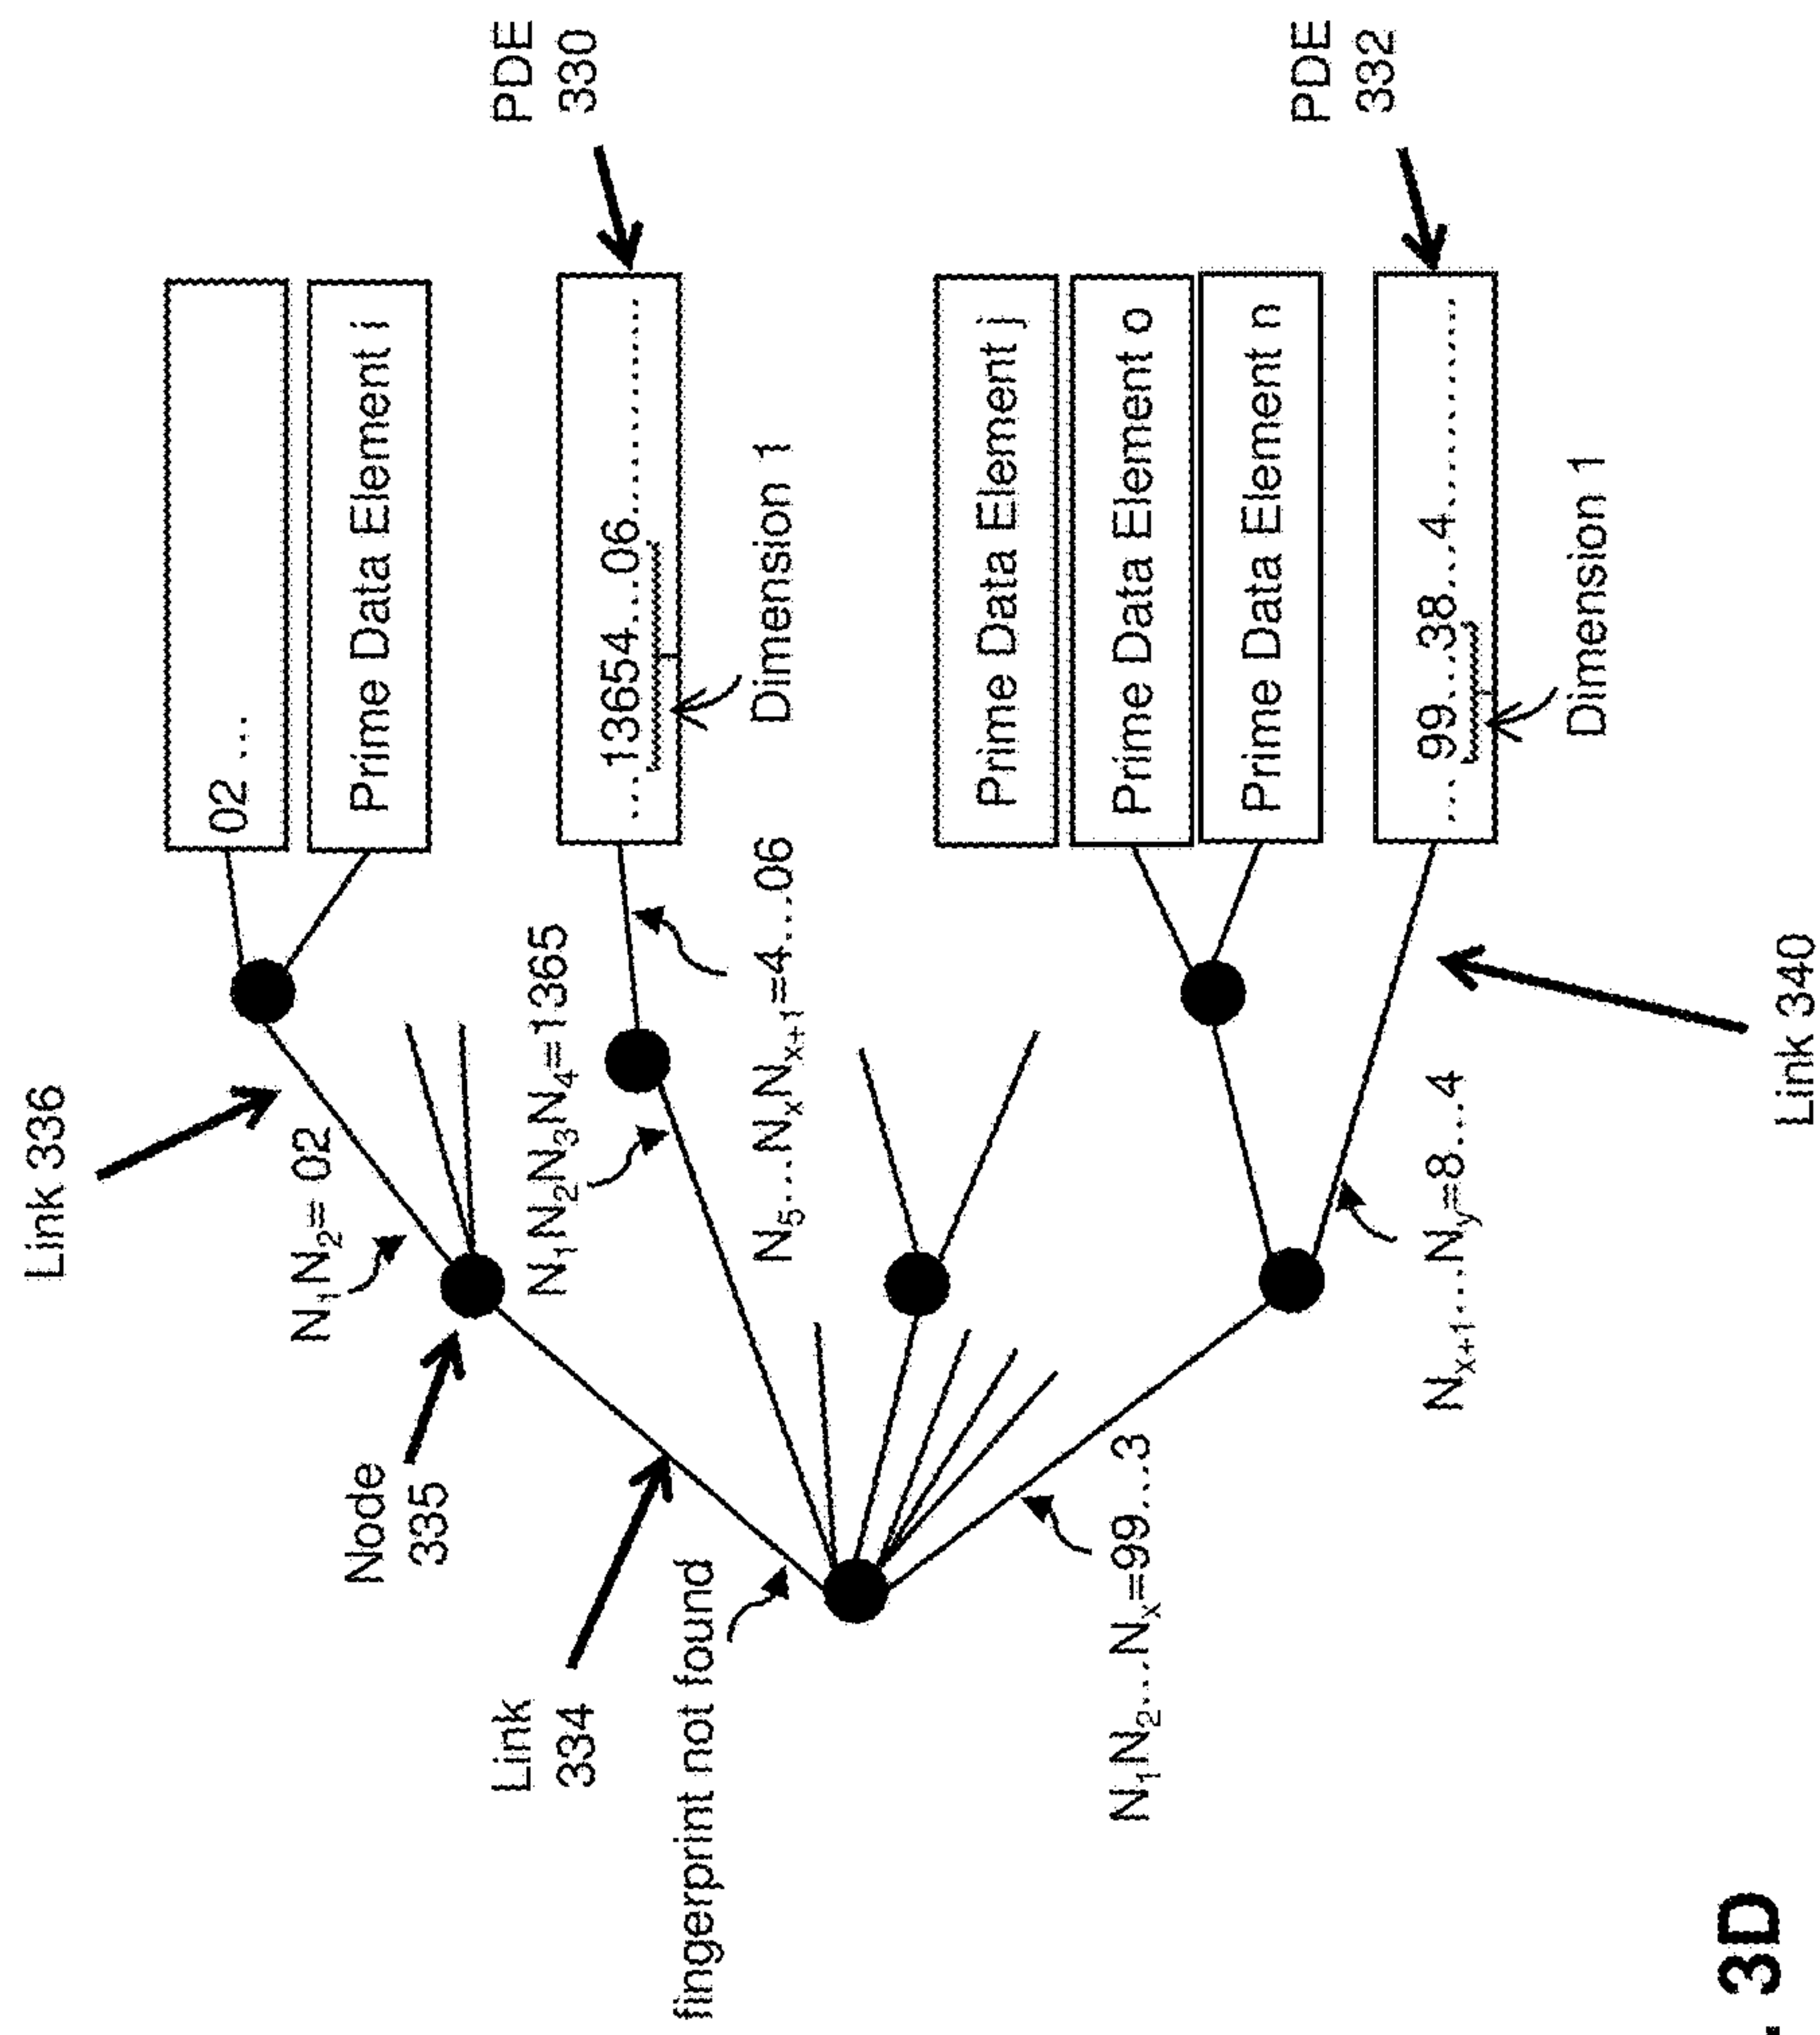 Link 336
N₁N₂= 02
Node
335
Link
334
fingerprint not found
02 ...
Prime Data Element i
N₁N₂N₃N₄=1365
PDE
330
....13654...06...............
Dimension 1
N₅...NₓNₓ₊₁=4...06
Prime Data Element j
Prime Data Element o
Prime Data Element n
N₁N₂...Nₓ=99...3
PDE
332
..... 99...38...4...............
Dimension 1
Nₓ₊₁...Nᵧ=8...4
Link 340
. 3D